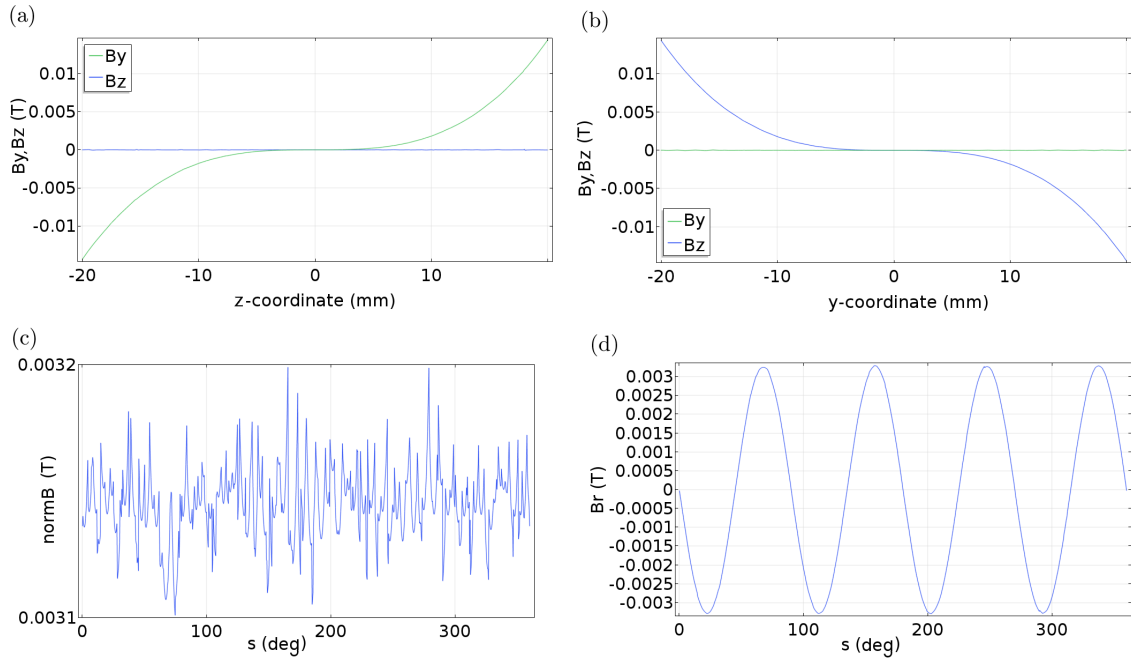 (a)
By
Bz
By,Bz (T)
0.01
0.005
0
-0.005
-0.01
-20
-10
0
10
z-coordinate (mm)
(b)
By,Bz (T)
0.01
0.005
0
-0.005
-0.01
By
Bz
-20
-10
0
10
y-coordinate (mm)
(c)
0.0032
normB (T)
0.0031
0
100
200
300
s (deg)
(d)
Br (T)
0.003
0.0025
0.002
0.0015
0.001
0.0005
0
-0.0005
-0.001
-0.0015
-0.002
-0.0025
-0.003
0
100
200
300
s (deg)